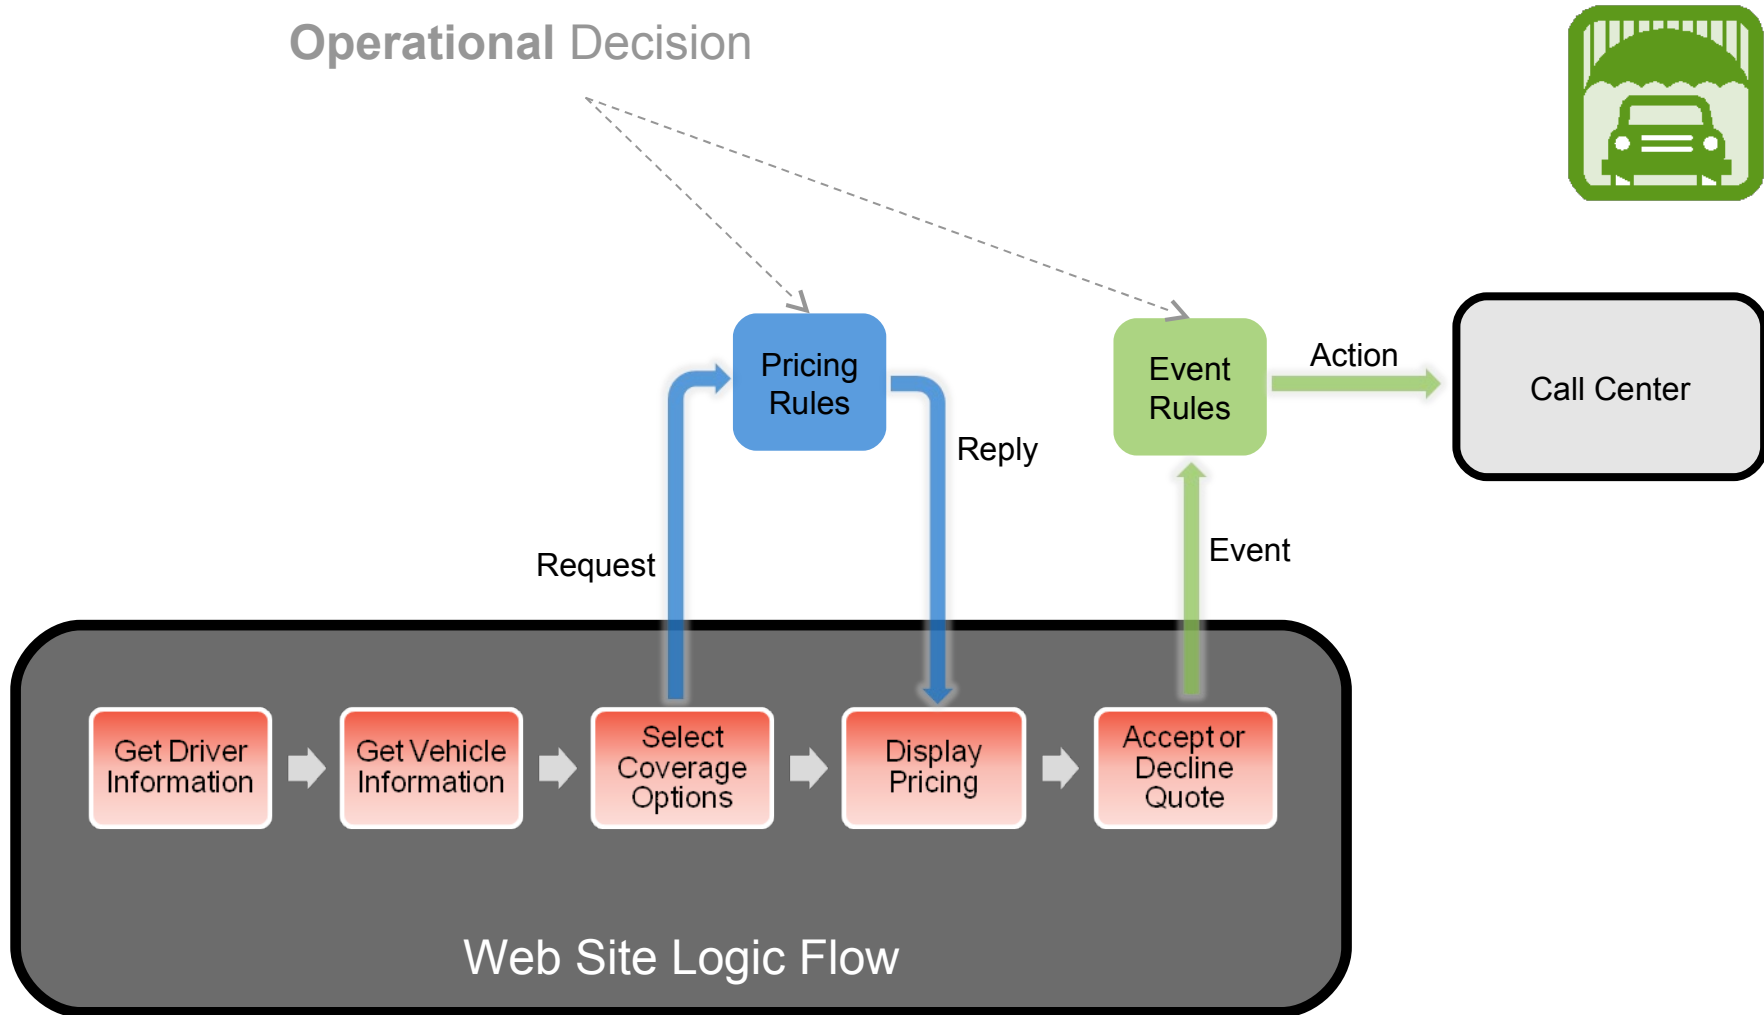 Operational Decision
Pricing
Rules
Event
Rules
Action
Call Center
Reply
Request
Event
Get Driver
Information
Get Vehicle
Information
Select
Coverage
Options
Display
Pricing
Accept or
Decline
Quote
Web Site Logic Flow